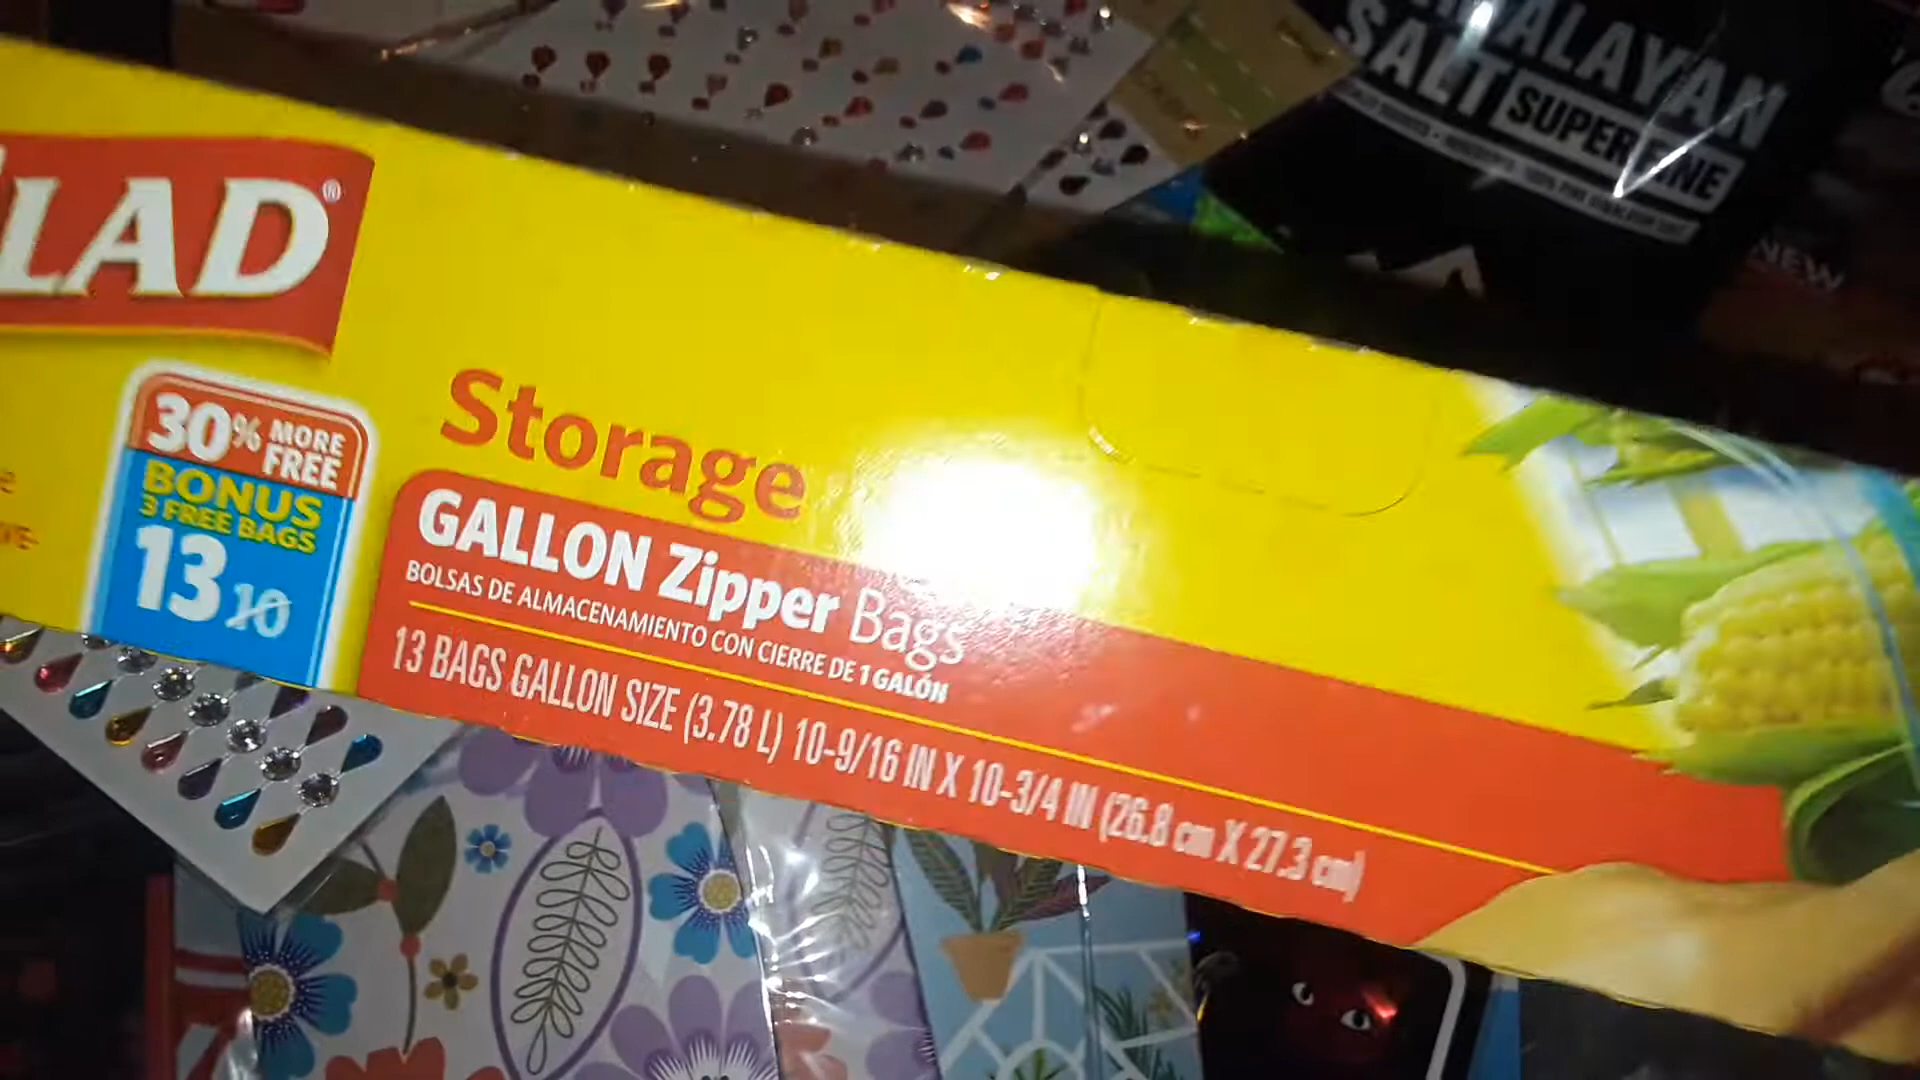 LAD®
30% MORE
FREE
BONUS
3 FREE BAGS
13 10
Storage
GALLON Zipper Bags
BOLSAS DE ALMACENAMIENTO CON CIERRE DE 1 GALÓN
13 BAGS GALLON SIZE (3.78 L) 10-9/16 IN X 10-3/4 IN (26.8 cm X 27.3 cm)
ALAYAN
SALT SUPER FINE
NEW